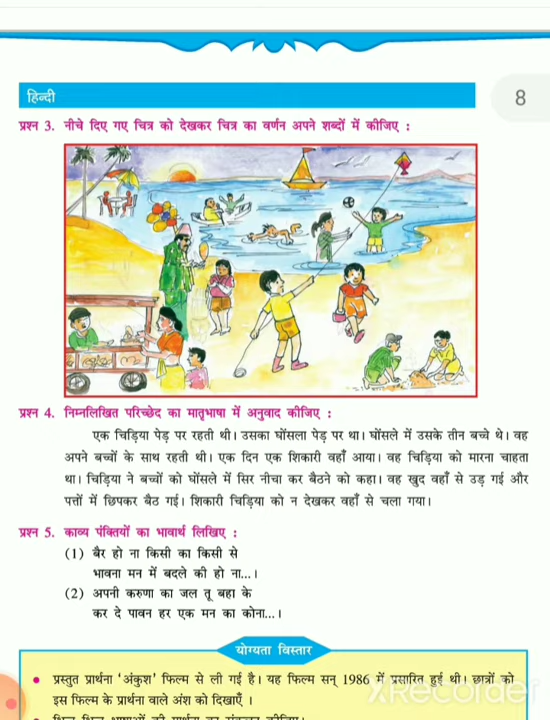 हिन्दी
8
प्रश्न 3. नीचे दिए गए चित्र को देखकर चित्र का वर्णन अपने शब्दों में कीजिए :
प्रश्न 4. निम्नलिखित परिच्छेद का मातृभाषा में अनुवाद कीजिए :
एक चिड़िया पेड़ पर रहती थी। उसका घोंसला पेड़ पर था। घोंसले में उसके तीन बच्चे थे। वह
अपने बच्चों के साथ रहती थी। एक दिन एक शिकारी वहाँ आया। वह चिड़िया को मारना चाहता
था। चिड़िया ने बच्चों को घोंसले में सिर नीचा कर बैठने को कहा। वह खुद वहाँ से उड़ गई और
पत्तों में छिपकर बैठ गई। शिकारी चिड़िया को न देखकर वहाँ से चला गया।
प्रश्न 5. काव्य पंक्तियों का भावार्थ लिखिए :
(1) बैर हो ना किसी का किसी से
भावना मन में बदले की हो ना...।
(2) अपनी करुणा का जल तू बहा के
कर दे पावन हर एक मन का कोना...।
योग्यता विस्तार
• प्रस्तुत प्रार्थना 'अंकुश' फिल्म से ली गई है। यह फिल्म सन् 1986 में प्रसारित हुई थी। छात्रों को
इस फिल्म के प्रार्थना वाले अंश को दिखाएँ ।
XRecorder